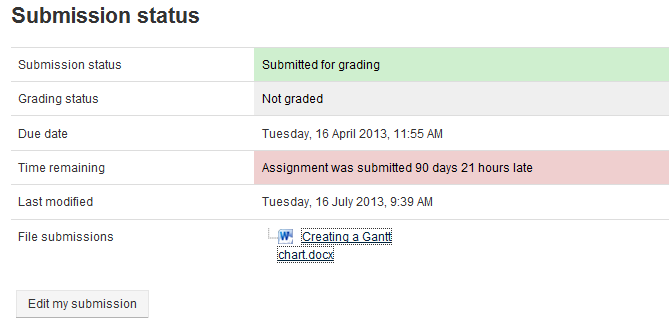 Submission status
Submission status Submitted for grading
Grading status Not graded
Due date Tuesday, 16 April 2013, 11:55 AM
Time remaining Assignment was submitted 90 days 21 hours late
Last modified Tuesday, 16 July 2013, 9:39 AM
File submissions Creating a Gantt
chart.docx
Edit my submission